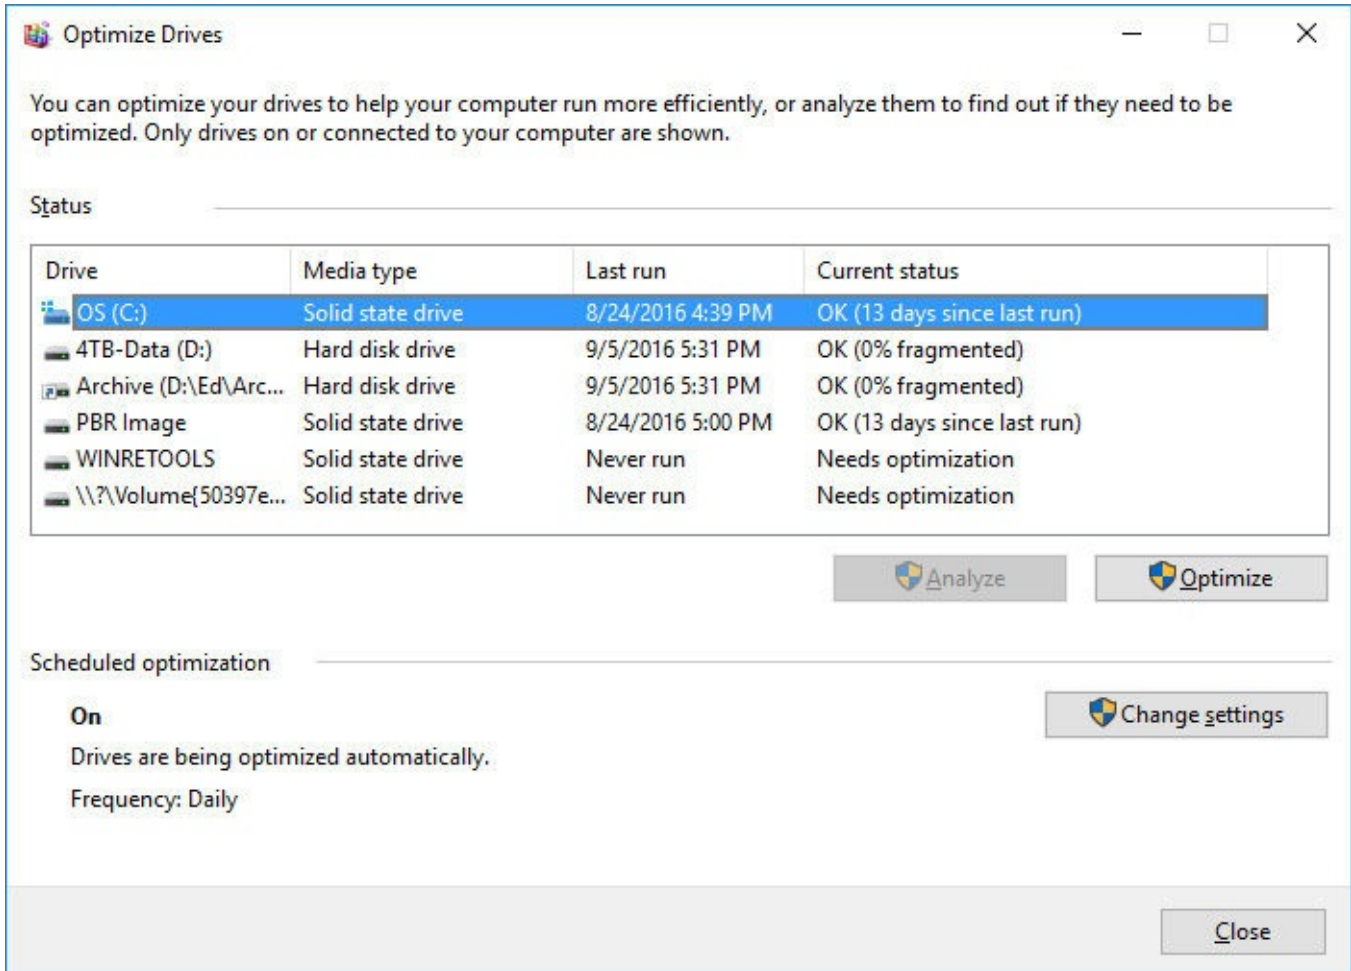 Optimize Drives
You can optimize your drives to help your computer run more efficiently, or analyze them to find out if they need to be
optimized. Only drives on or connected to your computer are shown.
Status
Drive Media type Last run Current status
OS (C:) Solid state drive 8/24/2016 4:39 PM OK (13 days since last run)
4TB-Data (D:) Hard disk drive 9/5/2016 5:31 PM OK (0% fragmented)
Archive (D:\Ed\Arc... Hard disk drive 9/5/2016 5:31 PM OK (0% fragmented)
PBR Image Solid state drive 8/24/2016 5:00 PM OK (13 days since last run)
WINRETOOLS Solid state drive Never run Needs optimization
\\?\Volume{50397e... Solid state drive Never run Needs optimization
Analyze Optimize
Scheduled optimization
On
Change settings
Drives are being optimized automatically.
Frequency: Daily
Close